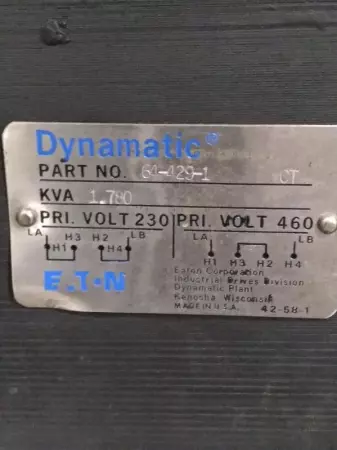 Dynamatic®
PART NO. 64-429-1 CT
KVA 1.780
PRI. VOLT 230 PRI. VOLT 460
LA H3 H2 LB LA LB
H1 H4 H1 H3 H2 H4
E.T.N
Eaton Corporation
Industrial Drives Division
Dynamatic Plant
Kenosha Wisconsin
MADE IN U.S.A. 42-58-1